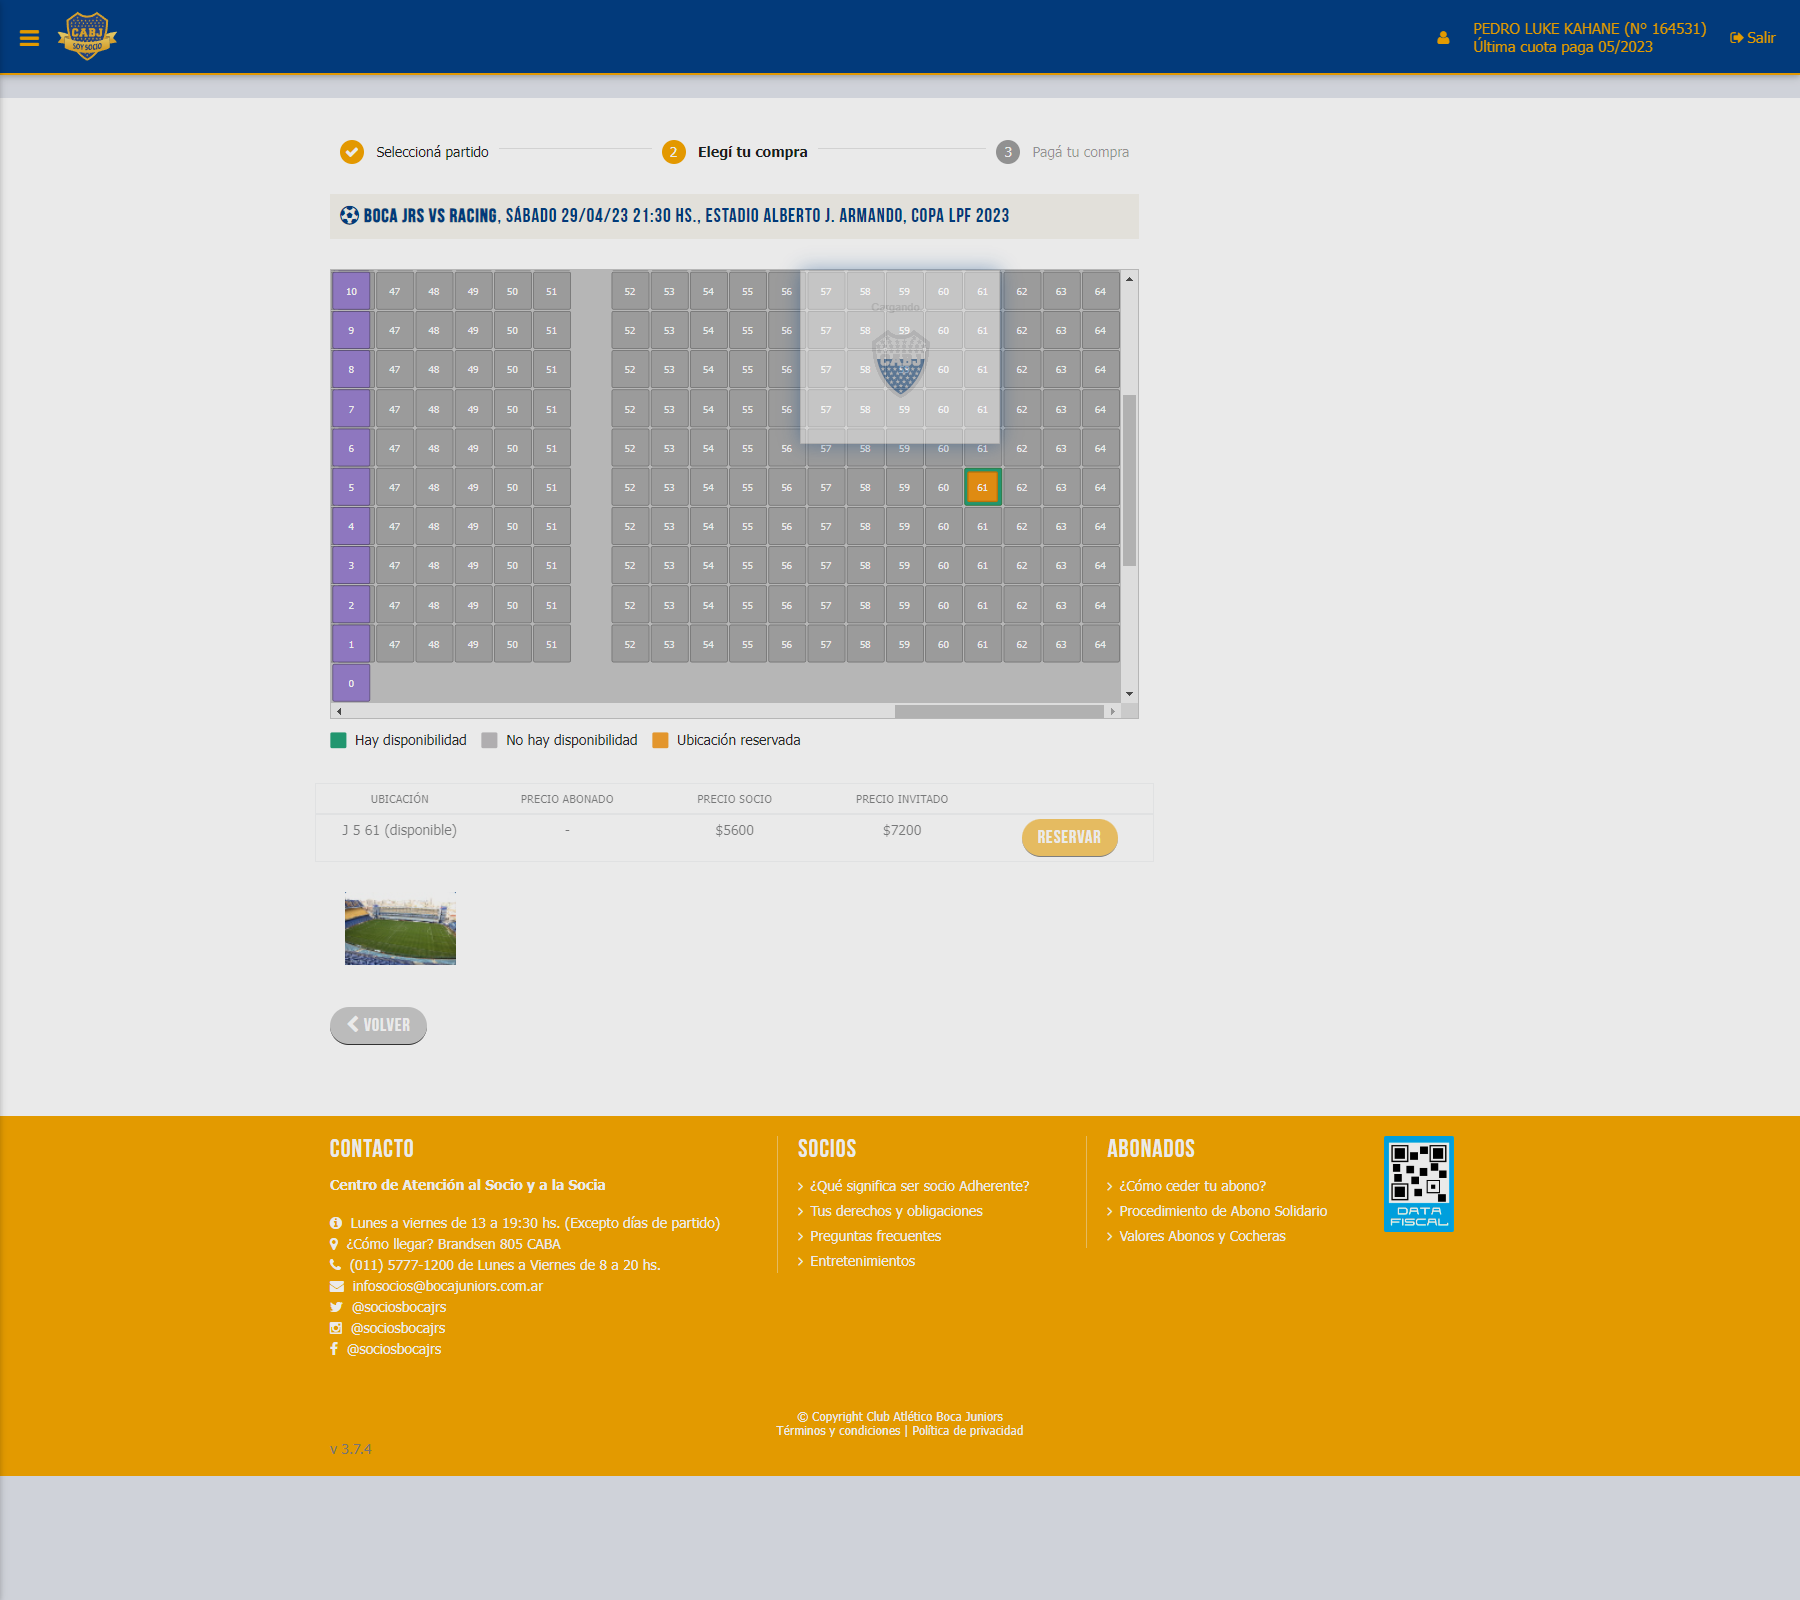 CABJ
SOY SOCIO
PEDRO LUKE KAHANE (Nº 164531)
Última cuota paga 05/2023
Salir
Seleccioná partido
2 Elegí tu compra
3 Pagá tu compra
BOCA JRS VS RACING, SÁBADO 29/04/23 21:30 HS., ESTADIO ALBERTO J. ARMANDO, COPA LPF 2023
10 47 48 49 50 51 52 53 54 55 56 57 58 59 60 61 62 63 64
Cargando
9 47 48 49 50 51 52 53 54 55 56 57 58 59 60 61 62 63 64
8 47 48 49 50 51 52 53 54 55 56 57 58 CABJ 60 61 62 63 64
7 47 48 49 50 51 52 53 54 55 56 57 58 59 60 61 62 63 64
6 47 48 49 50 51 52 53 54 55 56 57 58 59 60 61 62 63 64
5 47 48 49 50 51 52 53 54 55 56 57 58 59 60 61 62 63 64
4 47 48 49 50 51 52 53 54 55 56 57 58 59 60 61 62 63 64
3 47 48 49 50 51 52 53 54 55 56 57 58 59 60 61 62 63 64
2 47 48 49 50 51 52 53 54 55 56 57 58 59 60 61 62 63 64
1 47 48 49 50 51 52 53 54 55 56 57 58 59 60 61 62 63 64
0
Hay disponibilidad No hay disponibilidad Ubicación reservada
UBICACIÓN PRECIO ABONADO PRECIO SOCIO PRECIO INVITADO
J 5 61 (disponible) - $5600 $7200 RESERVAR
VOLVER
CONTACTO
Centro de Atención al Socio y a la Socia
Lunes a viernes de 13 a 19:30 hs. (Excepto días de partido)
¿Cómo llegar? Brandsen 805 CABA
(011) 5777-1200 de Lunes a Viernes de 8 a 20 hs.
infosocios@bocajuniors.com.ar
@sociosbocajrs
@sociosbocajrs
@sociosbocajrs
SOCIOS
¿Qué significa ser socio Adherente?
Tus derechos y obligaciones
Preguntas frecuentes
Entretenimientos
ABONADOS
¿Cómo ceder tu abono?
Procedimiento de Abono Solidario
Valores Abonos y Cocheras
DATA
FISCAL
© Copyright Club Atlético Boca Juniors
Términos y condiciones | Política de privacidad
v 3.7.4